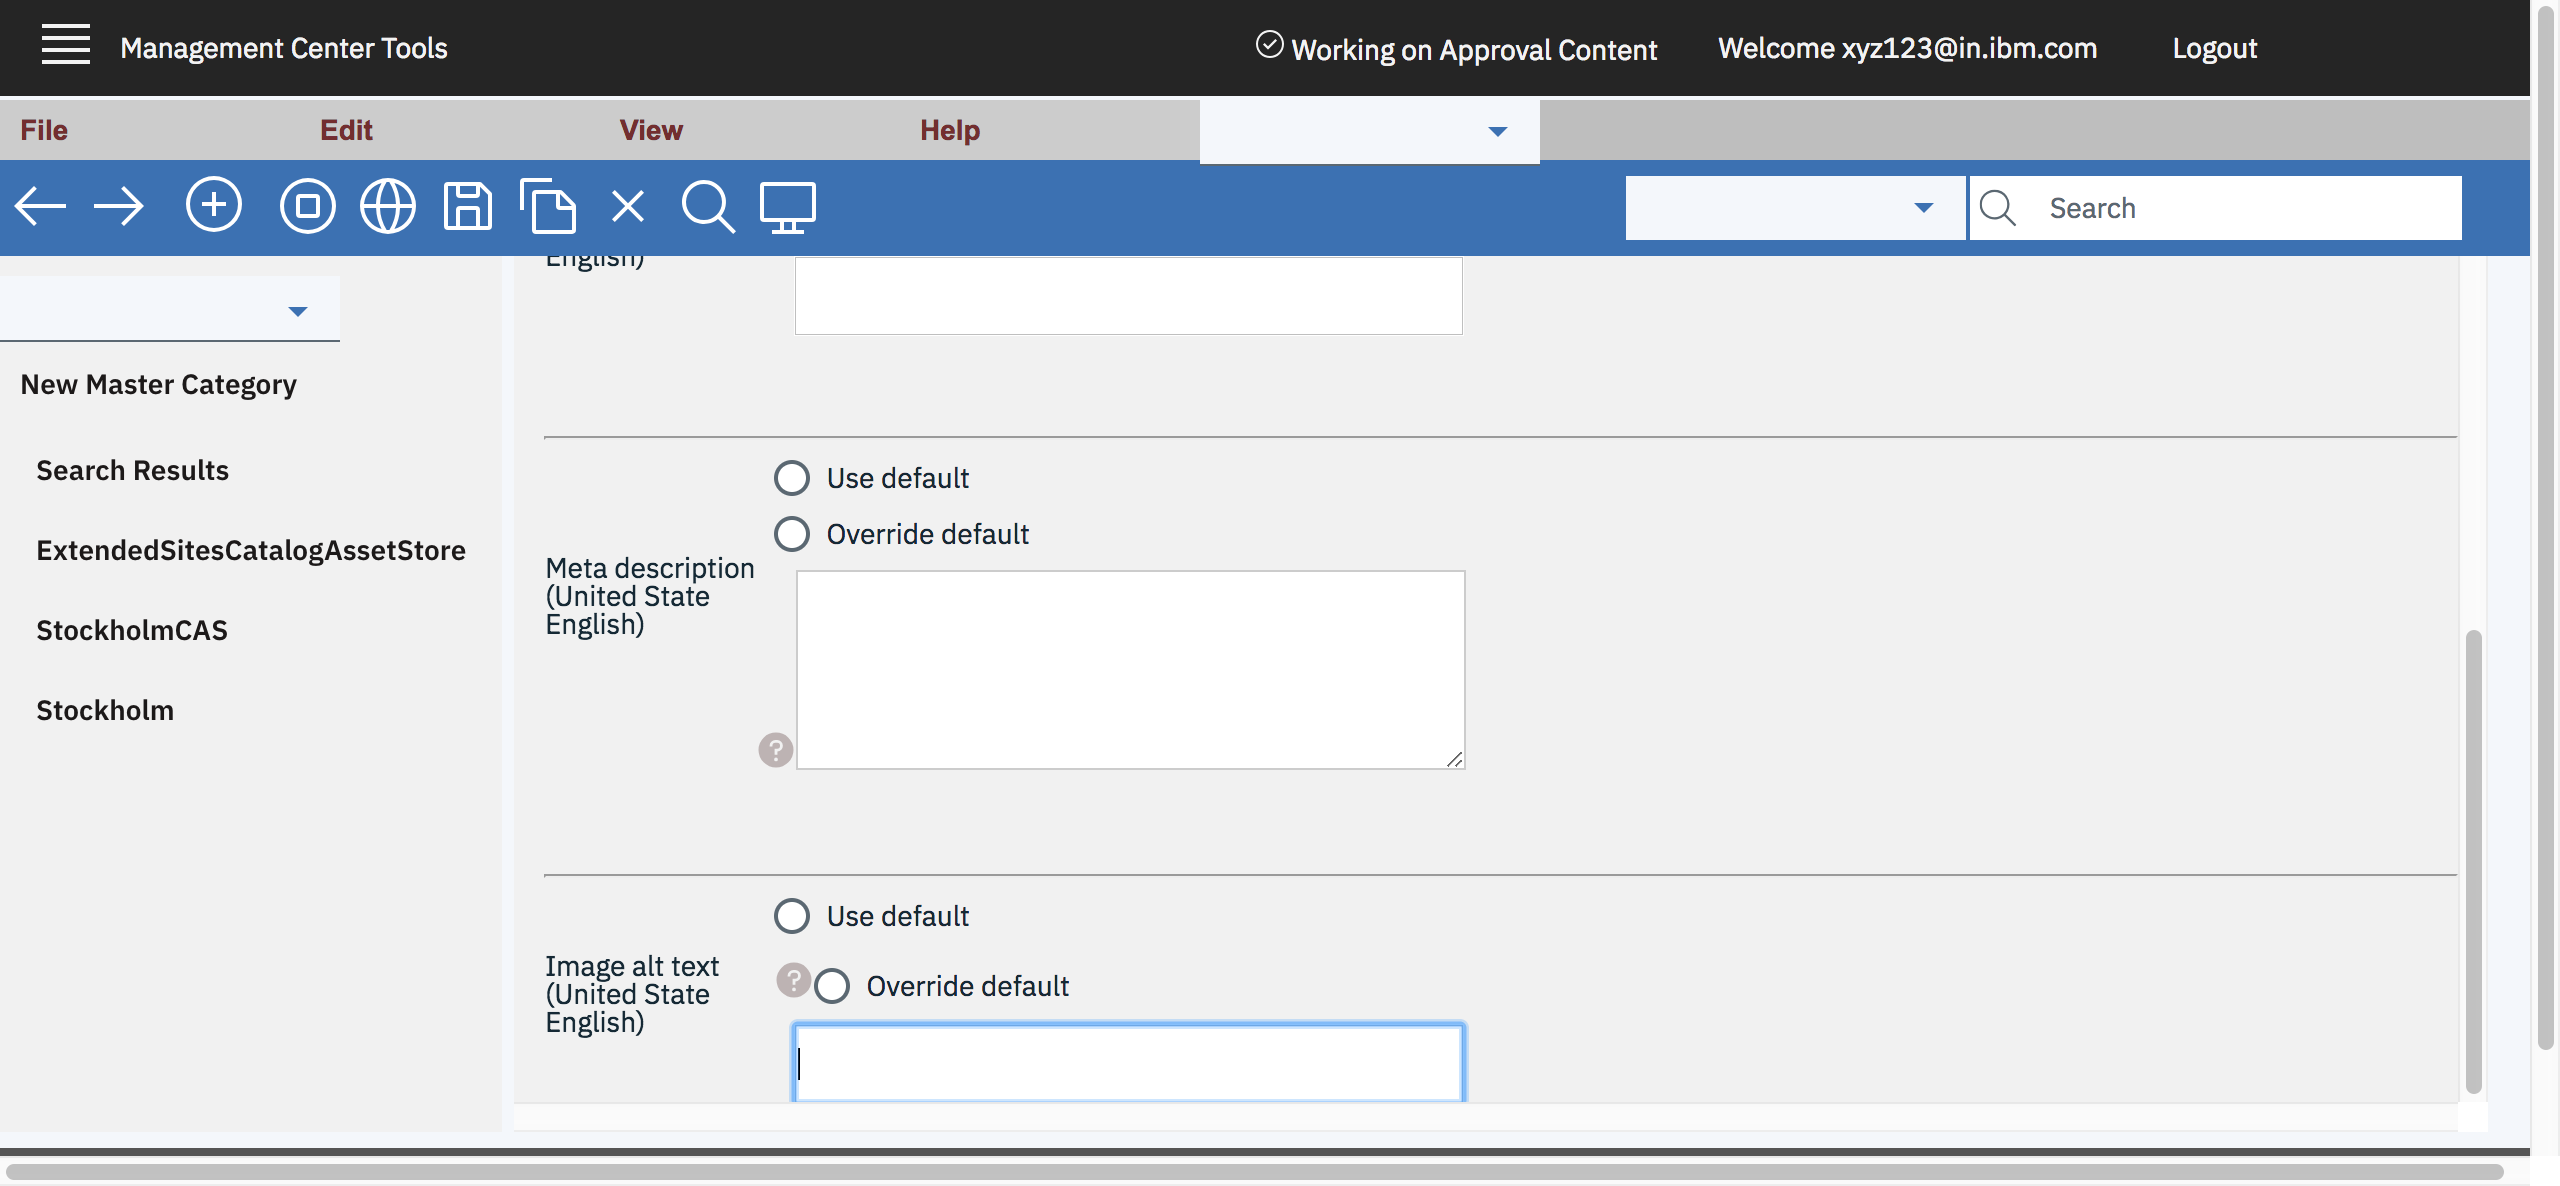 Management Center Tools
Working on Approval Content
Welcome xyz123@in.ibm.com
Logout
File
Edit
View
Help
Search
New Master Category
Search Results
ExtendedSitesCatalogAssetStore
StockholmCAS
Stockholm
English)
Use default
Override default
Meta description
(United State
English)
?
Use default
Image alt text
(United State
English)
?
Override default